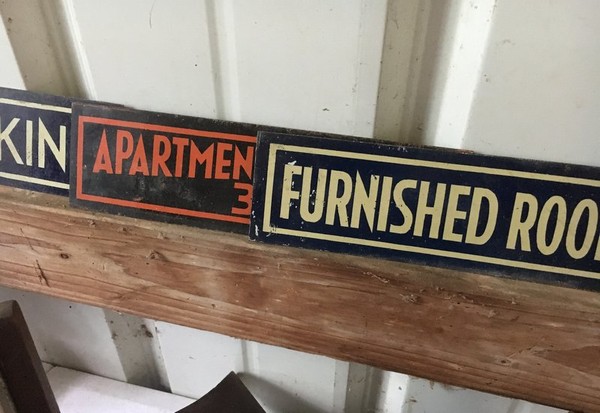 KIN
APARTMEN
3
FURNISHED ROO